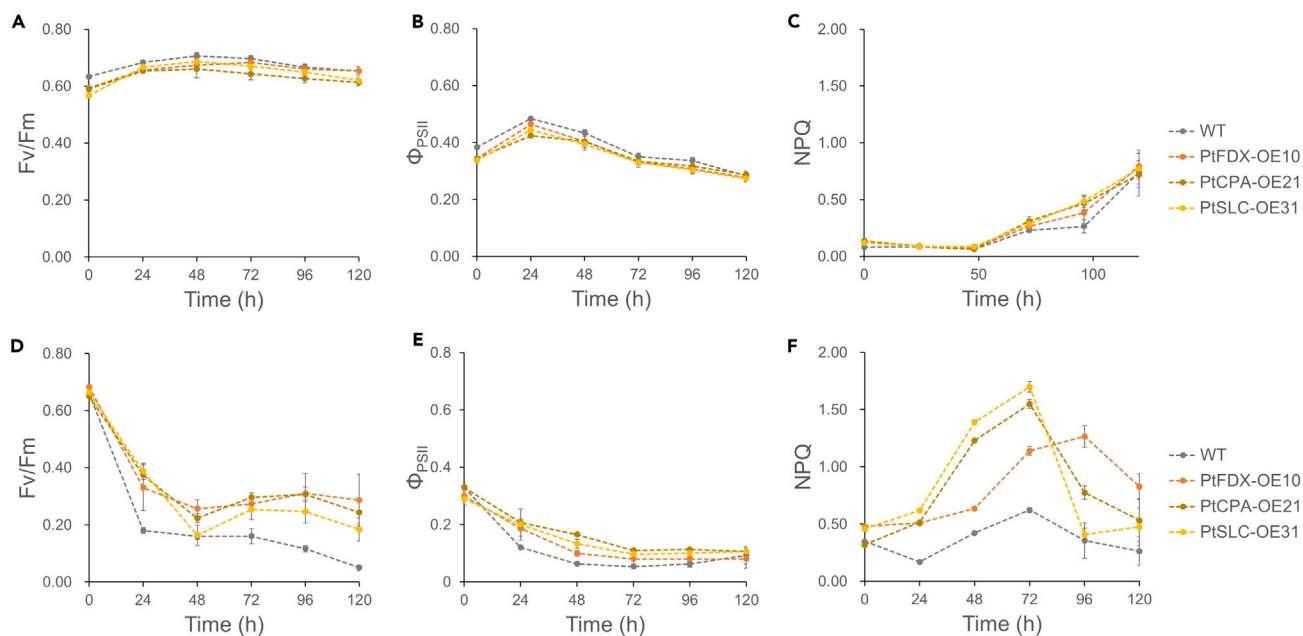 A
0.80
0.60
0.40
0.20
0.00
Fv/Fm
0 24 48 72 96 120
Time (h)
B
0.80
0.60
0.40
0.20
0.00
ΦPSII
0 24 48 72 96 120
Time (h)
C
2.00
1.50
1.00
0.50
0.00
NPQ
0 50 100
Time (h)
WT
PtFDX-OE10
PtCPA-OE21
PtSLC-OE31
D
0.80
0.60
0.40
0.20
0.00
Fv/Fm
0 24 48 72 96 120
Time (h)
E
0.8
0.6
0.4
0.2
0
ΦPSII
0 24 48 72 96 120
Time (h)
F
2.00
1.50
1.00
0.50
0.00
NPQ
0 24 48 72 96 120
Time (h)
WT
PtFDX-OE10
PtCPA-OE21
PtSLC-OE31